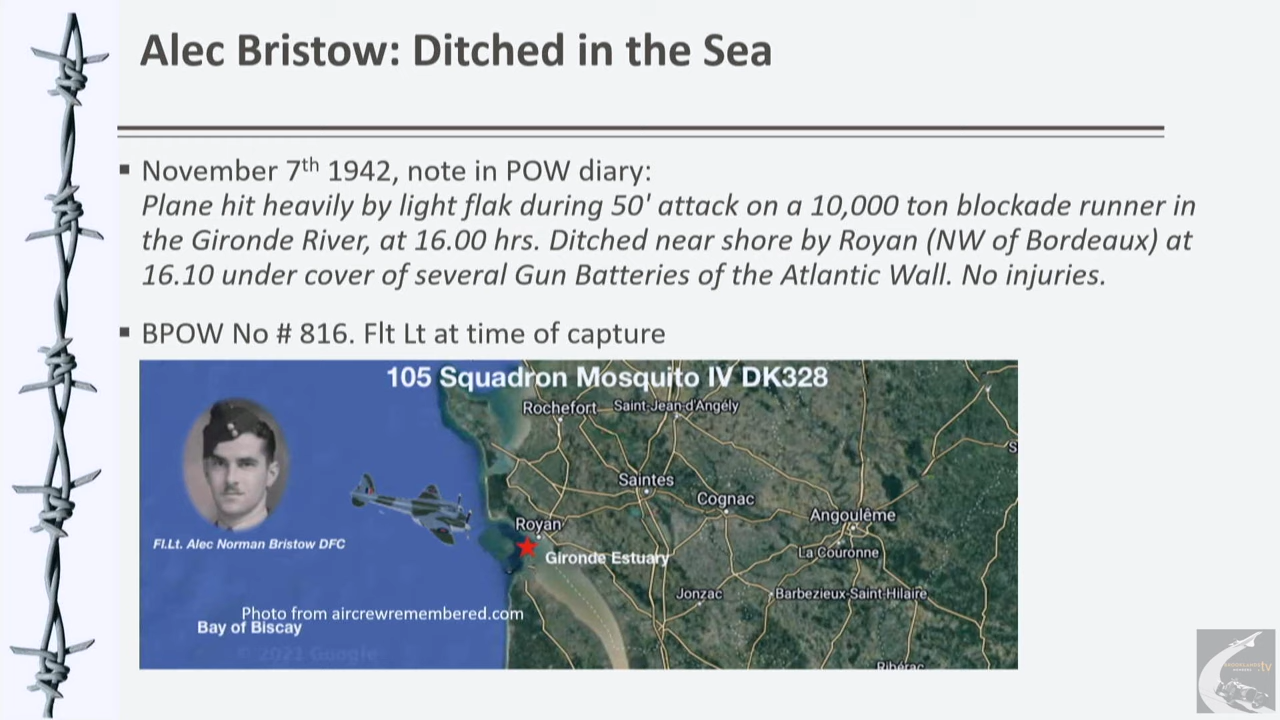 Alec Bristow: Ditched in the Sea
▪ November 7th 1942, note in POW diary:
Plane hit heavily by light flak during 50' attack on a 10,000 ton blockade runner in
the Gironde River, at 16.00 hrs. Ditched near shore by Royan (NW of Bordeaux) at
16.10 under cover of several Gun Batteries of the Atlantic Wall. No injuries.
▪ BPOW No # 816. Flt Lt at time of capture
105 Squadron Mosquito IV DK328
Rochefort
Saint-Jean-d'Angély
Saintes
Cognac
Royan
Angoulême
Fl.Lt. Alec Norman Bristow DFC
La Couronne
Gironde Estuary
Jonzac
Barbezieux-Saint-Hilaire
Photo from aircrewremembered.com
Bay of Biscay
© 2021 Google
Ribérac
BROOKLANDS
MUSEUM
tv